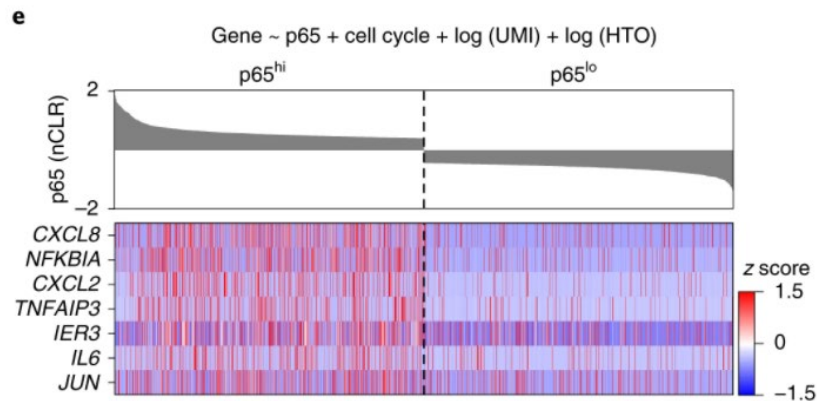 e
Gene ~ p65 + cell cycle + log (UMI) + log (HTO)
p65hi p65lo
2
p65 (nCLR)
−2
CXCL8
NFKBIA
CXCL2
TNFAIP3
IER3
IL6
JUN
z score
1.5
0
−1.5